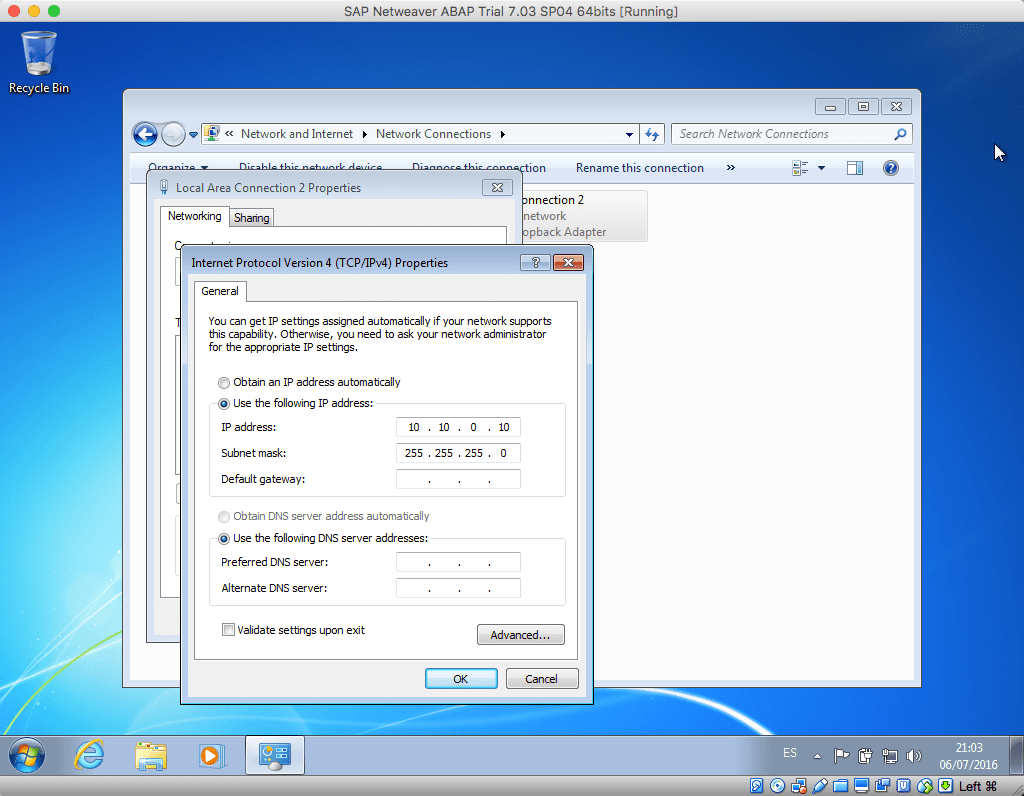 SAP Netweaver ABAP Trial 7.03 SP04 64bits [Running]
Recycle Bin
« Network and Internet Network Connections
Search Network Connections
Organize Disable this network device Diagnose this connection Rename this connection »
Local Area Connection 2 Properties
Networking Sharing
onnection 2
network
opback Adapter
Internet Protocol Version 4 (TCP/IPv4) Properties
General
You can get IP settings assigned automatically if your network supports
this capability. Otherwise, you need to ask your network administrator
for the appropriate IP settings.
Obtain an IP address automatically
Use the following IP address:
IP address: 10 . 10 . 0 . 10
Subnet mask: 255 . 255 . 255 . 0
Default gateway: . . .
Obtain DNS server address automatically
Use the following DNS server addresses:
Preferred DNS server: . . .
Alternate DNS server: . . .
Validate settings upon exit
Advanced...
OK Cancel
ES
21:03
06/07/2016
Left ⌘